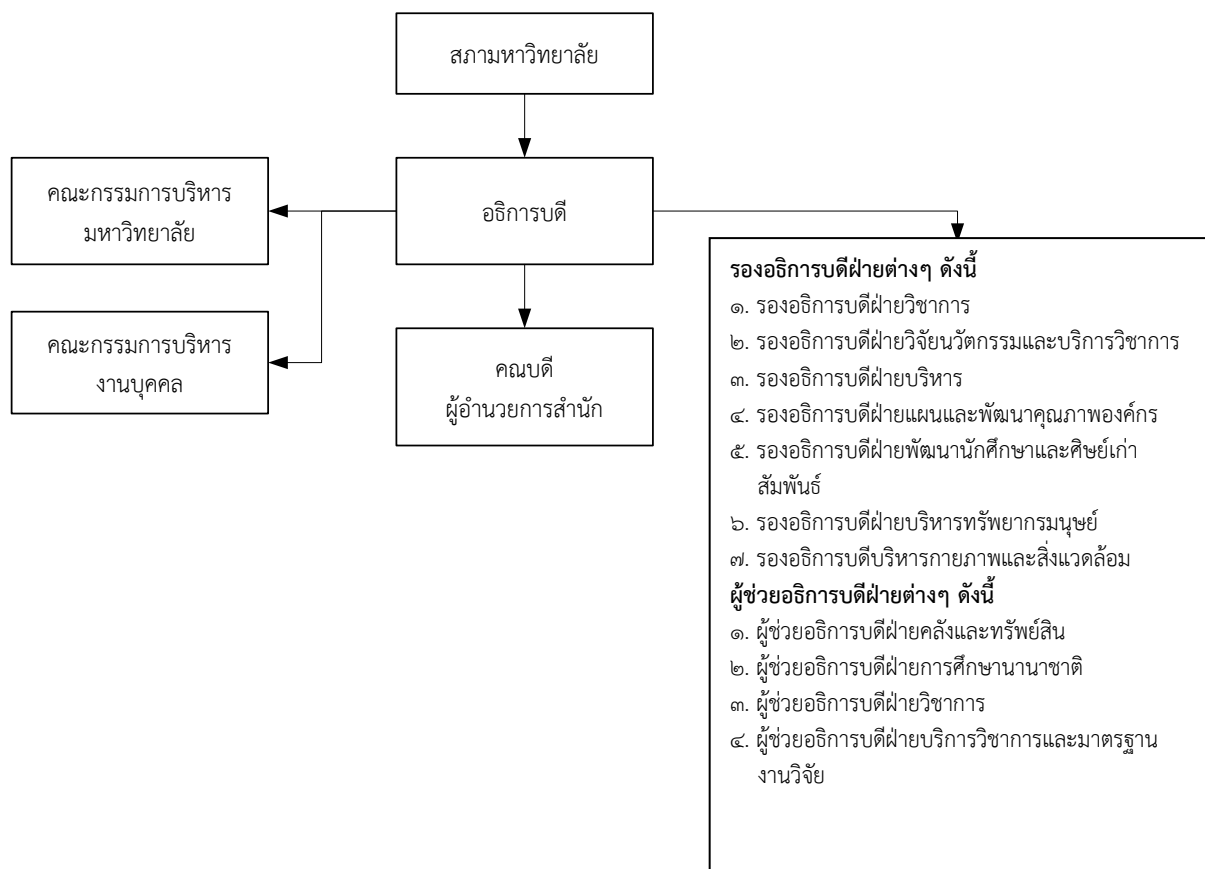 สภามหาวิทยาลัย
คณะกรรมการบริหาร
มหาวิทยาลัย
อธิการบดี
คณะกรรมการบริหาร
งานบุคคล
คณบดี
ผู้อำนวยการสำนัก
รองอธิการบดีฝ่ายต่างๆ ดังนี้
๑. รองอธิการบดีฝ่ายวิชาการ
๒. รองอธิการบดีฝ่ายวิจัยนวัตกรรมและบริการวิชาการ
๓. รองอธิการบดีฝ่ายบริหาร
๔. รองอธิการบดีฝ่ายแผนและพัฒนาคุณภาพองค์กร
๕. รองอธิการบดีฝ่ายพัฒนานักศึกษาและศิษย์เก่า
สัมพันธ์
๖. รองอธิการบดีฝ่ายบริหารทรัพยากรมนุษย์
๗. รองอธิการบดีบริหารกายภาพและสิ่งแวดล้อม
ผู้ช่วยอธิการบดีฝ่ายต่างๆ ดังนี้
๑. ผู้ช่วยอธิการบดีฝ่ายคลังและทรัพย์สิน
๒. ผู้ช่วยอธิการบดีฝ่ายการศึกษานานาชาติ
๓. ผู้ช่วยอธิการบดีฝ่ายวิชาการ
๔. ผู้ช่วยอธิการบดีฝ่ายบริการวิชาการและมาตรฐาน
งานวิจัย